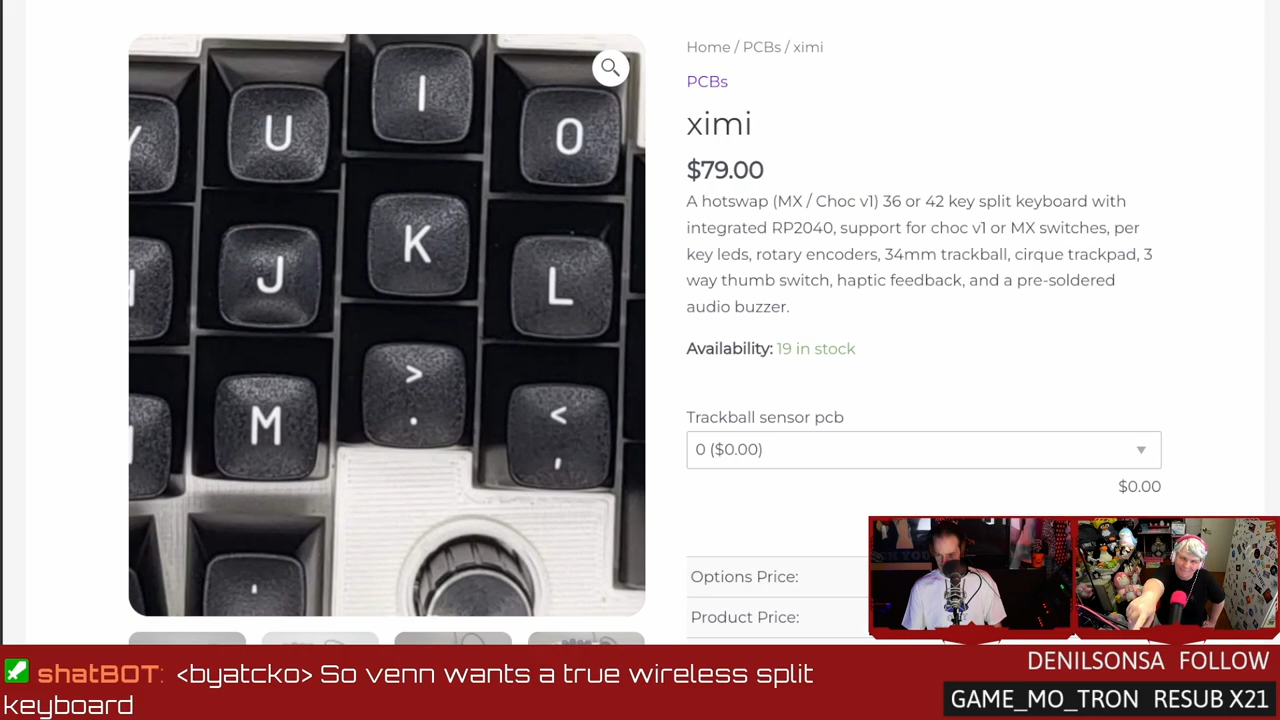 Home / PCBs / ximi
PCBs
ximi
$79.00
A hotswap (MX / Choc v1) 36 or 42 key split keyboard with
integrated RP2040, support for choc v1 or MX switches, per
key leds, rotary encoders, 34mm trackball, cirque trackpad, 3
way thumb switch, haptic feedback, and a pre-soldered
audio buzzer.
Availability: 19 in stock
Trackball sensor pcb
0 ($0.00)
$0.00
Options Price:
Product Price:
Y U I O
J K L
M > .
< ,
'
shatBOT: <byatcko> So venn wants a true wireless split
keyboard
DENILSONSA FOLLOW
GAME_MO_TRON RESUB X21